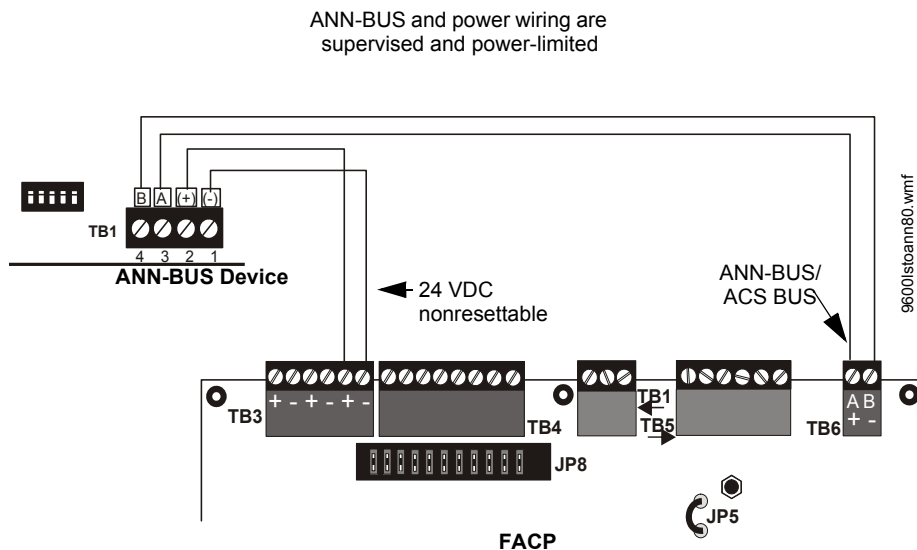 ANN-BUS and power wiring are
supervised and power-limited
B A (+) (-)
TB1
4 3 2 1
ANN-BUS Device
24 VDC
nonresettable
ANN-BUS/
ACS BUS
9600lstoann80.wmf
TB3
+ - + - + -
TB4
TB1
TB5
TB6
A B
+ -
JP8
JP5
FACP